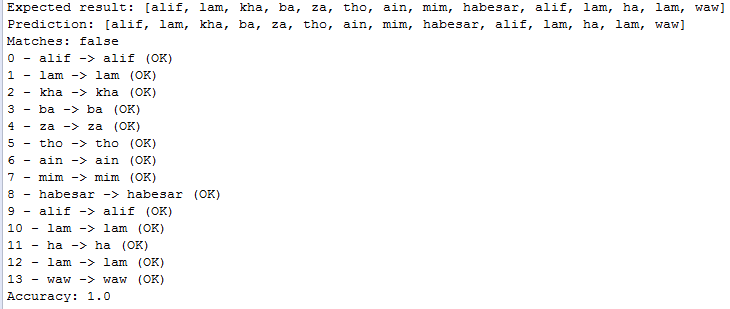 Expected result: [alif, lam, kha, ba, za, tho, ain, mim, habesar, alif, lam, ha, lam, waw]
Prediction: [alif, lam, kha, ba, za, tho, ain, mim, habesar, alif, lam, ha, lam, waw]
Matches: false
0 - alif -> alif (OK)
1 - lam -> lam (OK)
2 - kha -> kha (OK)
3 - ba -> ba (OK)
4 - za -> za (OK)
5 - tho -> tho (OK)
6 - ain -> ain (OK)
7 - mim -> mim (OK)
8 - habesar -> habesar (OK)
9 - alif -> alif (OK)
10 - lam -> lam (OK)
11 - ha -> ha (OK)
12 - lam -> lam (OK)
13 - waw -> waw (OK)
Accuracy: 1.0